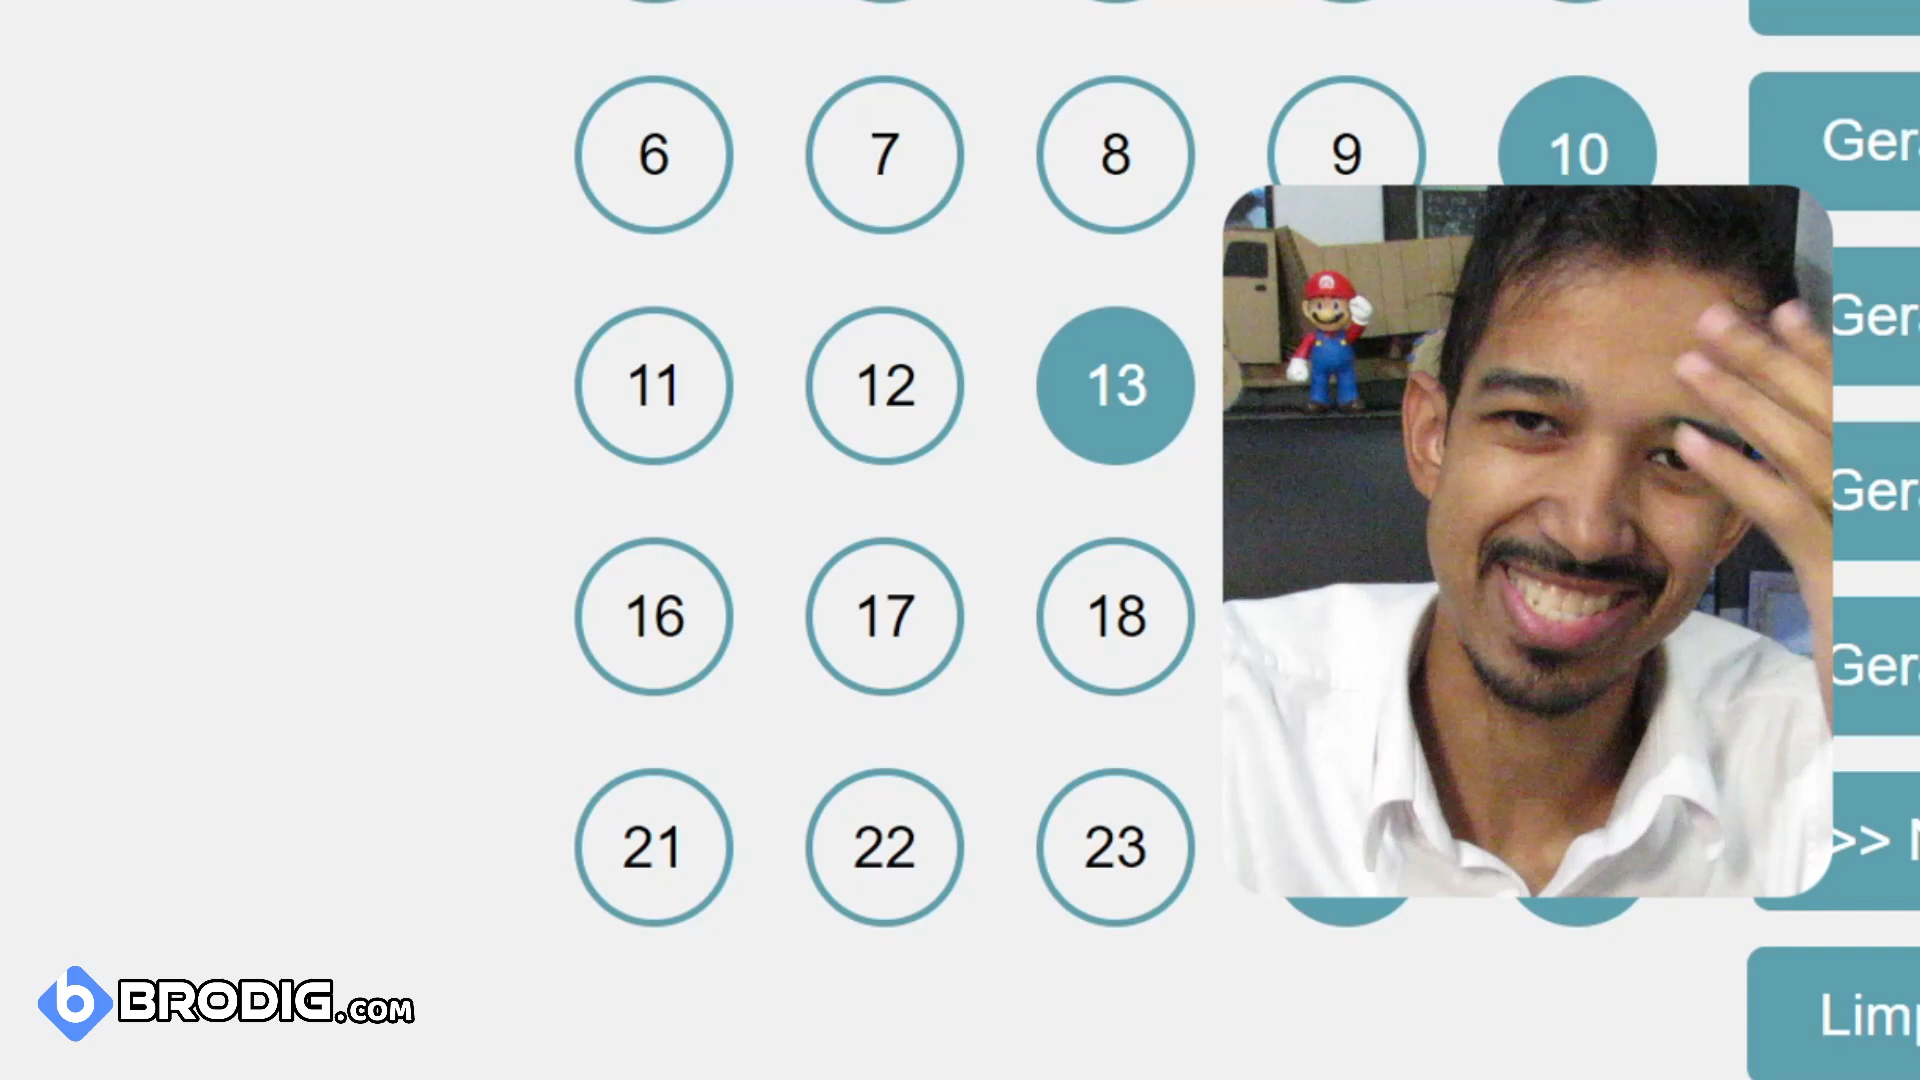 6 7 8 9 10 Ger
11 12 13 Ger
Ger
16 17 18 Ger
21 22 23 >>
BRODIG.COM
Lim